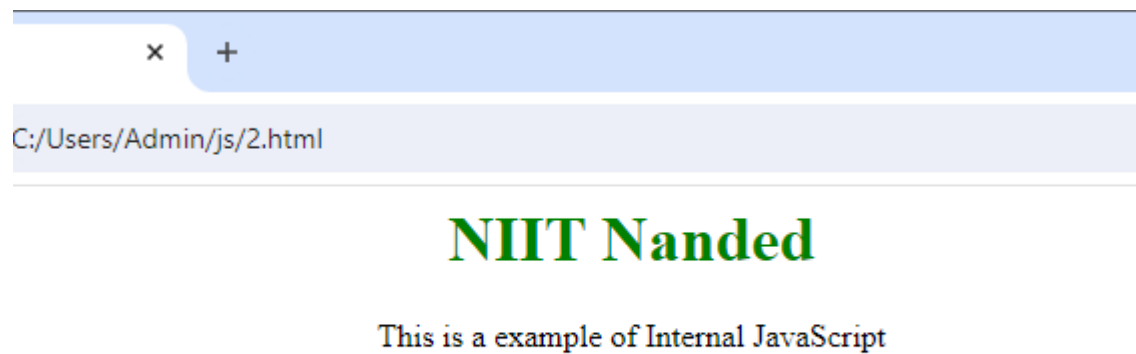 × +
C:/Users/Admin/js/2.html
NIIT Nanded
This is a example of Internal JavaScript